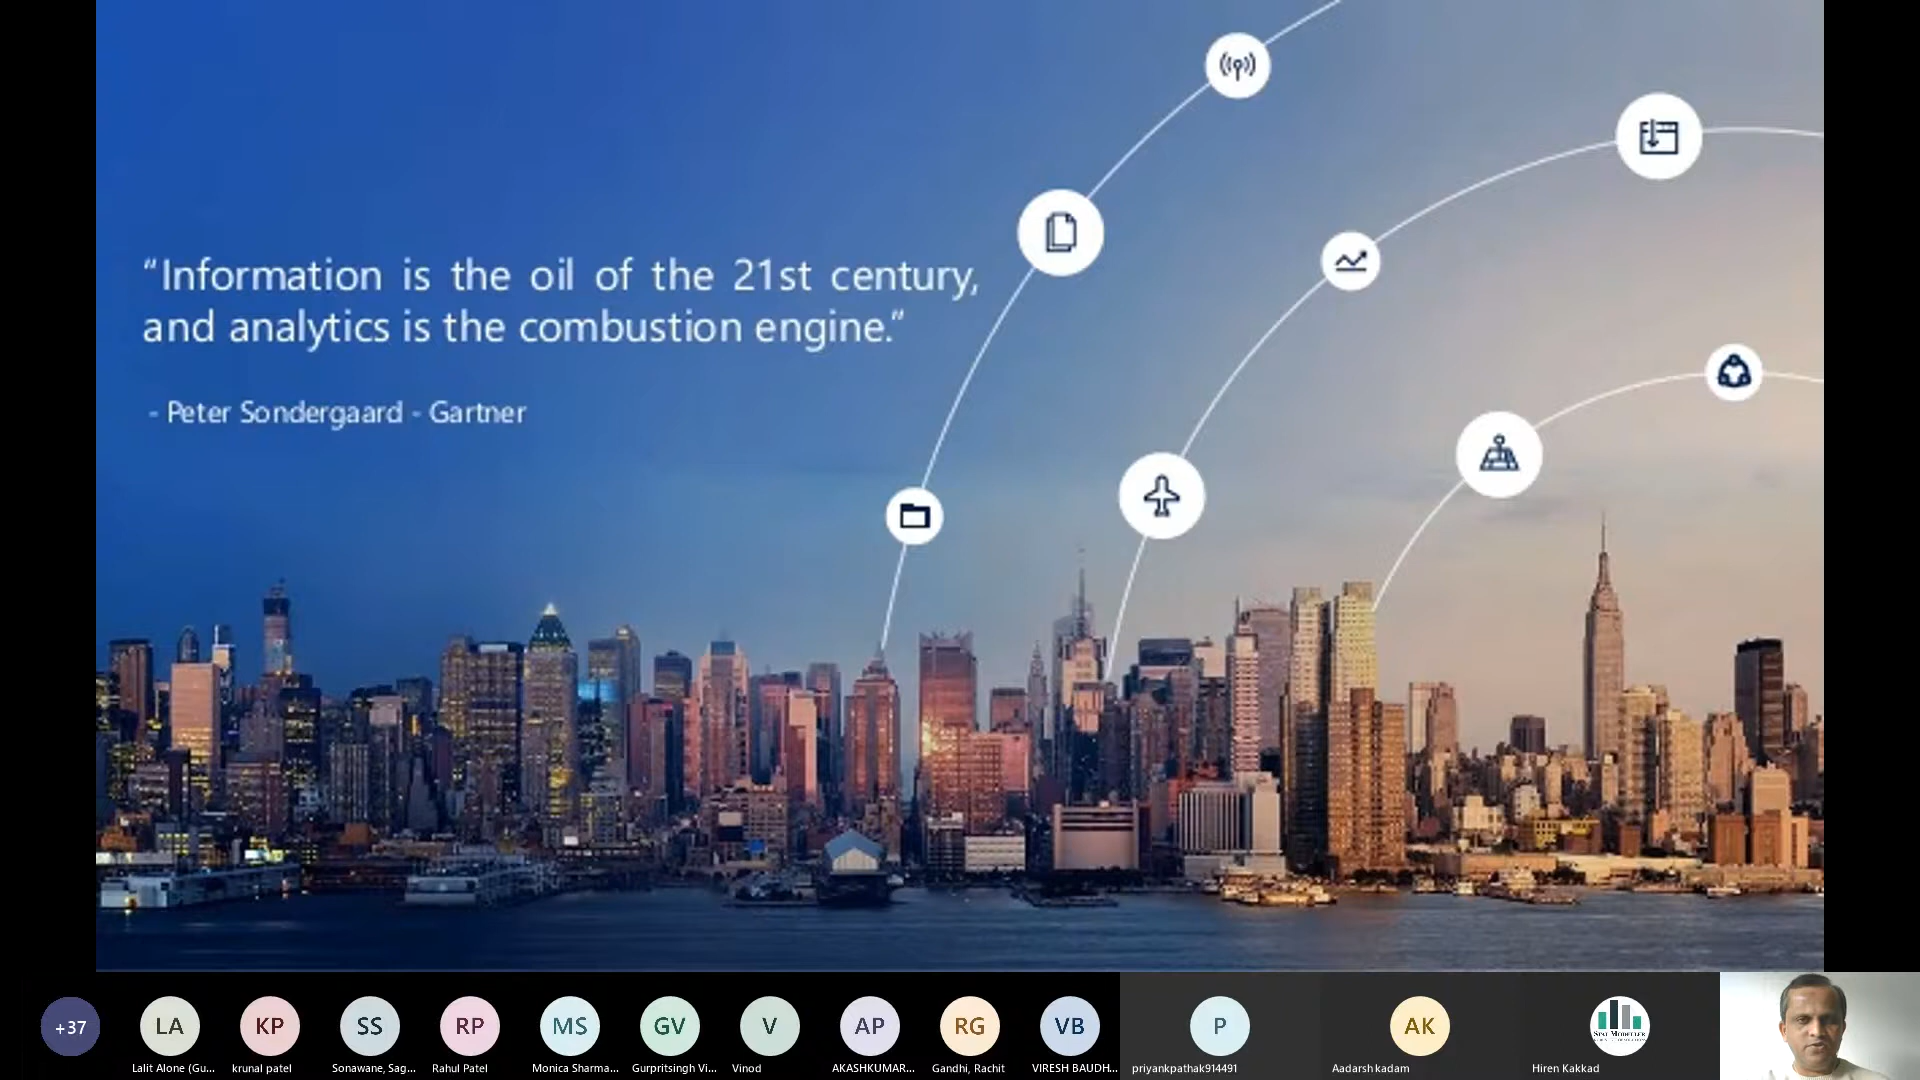 “Information is the oil of the 21st century,
and analytics is the combustion engine.”
- Peter Sondergaard - Gartner
+37
LA
KP
SS
RP
MS
GV
V
AP
RG
VB
P
AK
Lalit Alone (Gu...
krunal patel
Sonawane, Sag...
Rahul Patel
Monica Sharma...
Gurpritsingh Vi...
Vinod
AKASHKUMAR...
Gandhi, Rachit
VIRESH BAUDH...
priyankpathak914491
Aadarsh kadam
Hiren Kakkad